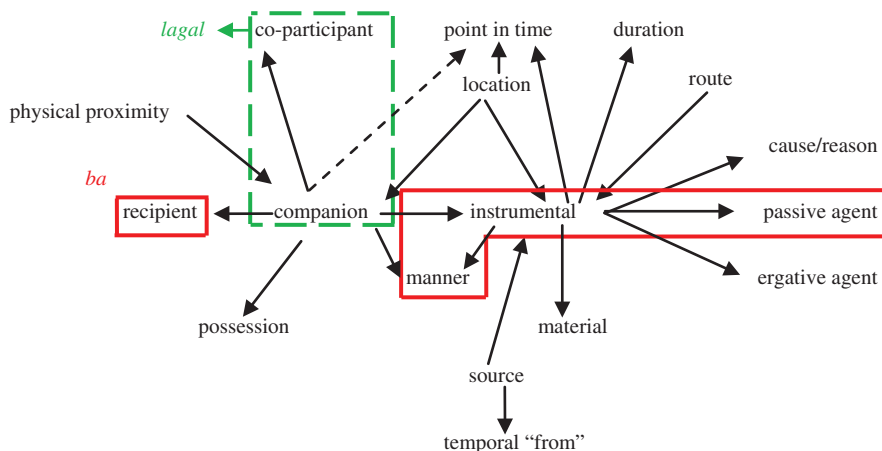 lagal
co-participant
point in time
duration
location
route
physical proximity
cause/reason
ba
recipient
companion
instrumental
passive agent
manner
ergative agent
possession
material
source
temporal “from”